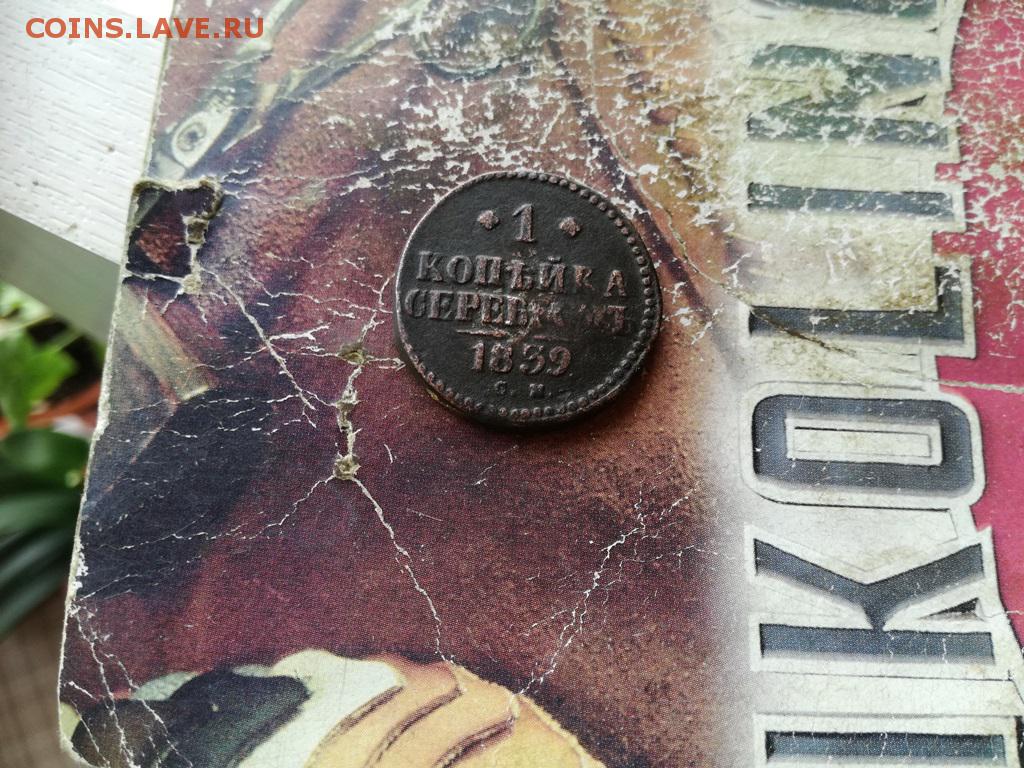 COINS.LAVE.RU
1
КОПѢЙКА
СЕРЕБРОМЪ
1839
С. М.